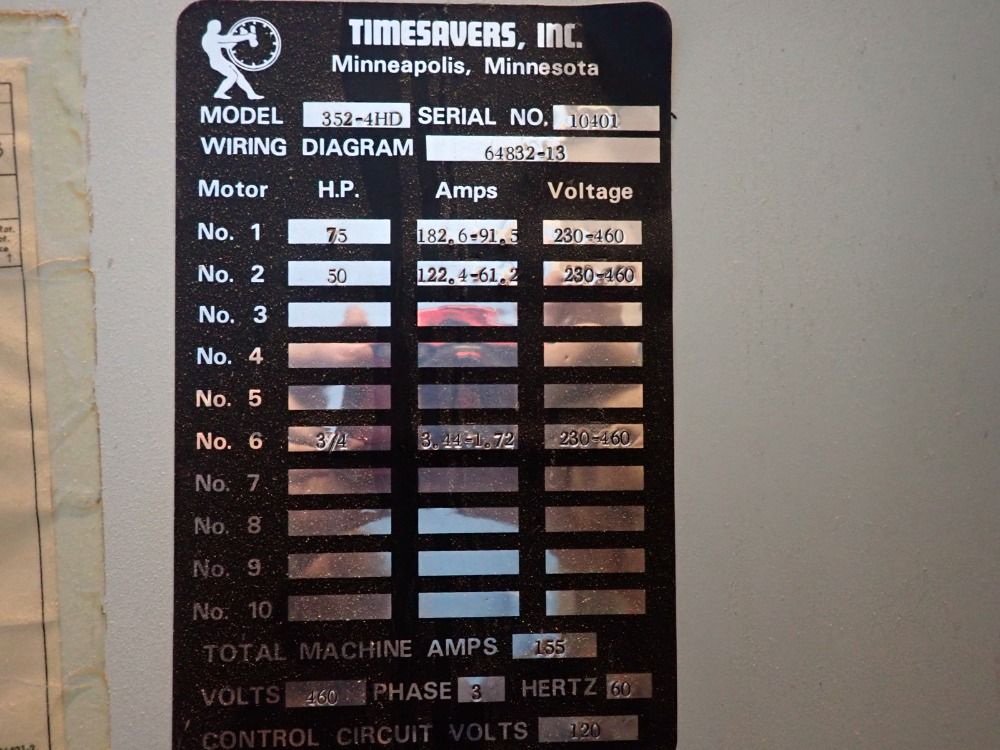 TIMESAVERS, INC.
Minneapolis, Minnesota
MODEL 352-4HD SERIAL NO. 10401
WIRING DIAGRAM 64832-13
Motor H.P. Amps Voltage
No. 1 75 182.6-91.5 230-460
No. 2 50 122.4-61.2 230-460
No. 3
No. 4
No. 5
No. 6 3/4 3.44-1.72 230-460
No. 7
No. 8
No. 9
No. 10
TOTAL MACHINE AMPS 155
VOLTS 460 PHASE 3 HERTZ 60
CONTROL CIRCUIT VOLTS 120